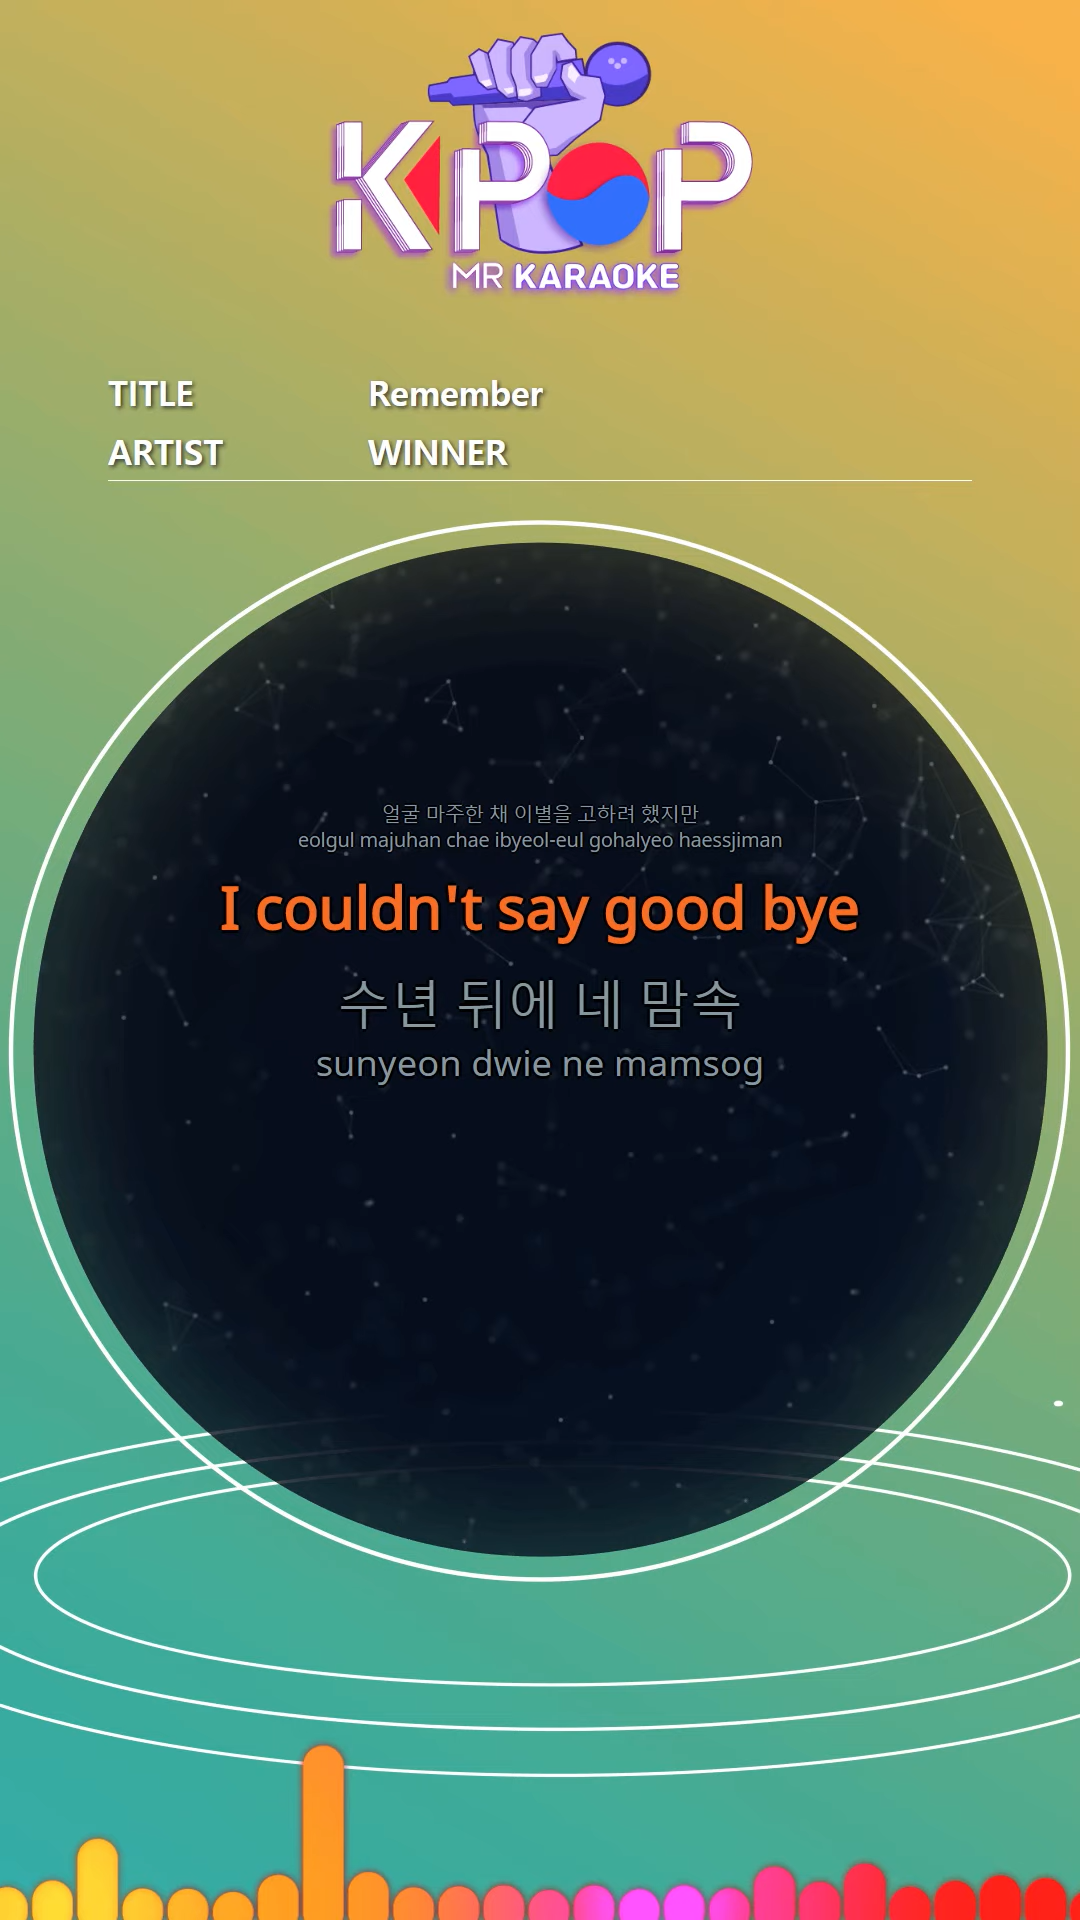 KPOP
MR KARAOKE
TITLE Remember
ARTIST WINNER
얼굴 마주한 채 이별을 고하려 했지만
eolgul majuhan chae ibyeol-eul gohalyeo haessjiman
I couldn't say good bye
수년 뒤에 네 맘속
sunyeon dwie ne mamsog